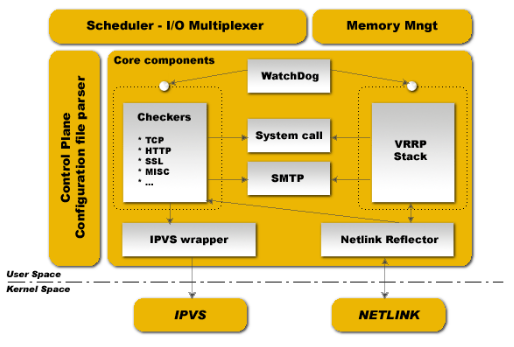 Scheduler - I/O Multiplexer
Memory Mngt
Control Plane
Configuration file parser
Core components
WatchDog
Checkers
* TCP
* HTTP
* SSL
* MISC
* ...
System call
SMTP
VRRP
Stack
IPVS wrapper
Netlink Reflector
User Space
Kernel Space
IPVS
NETLINK